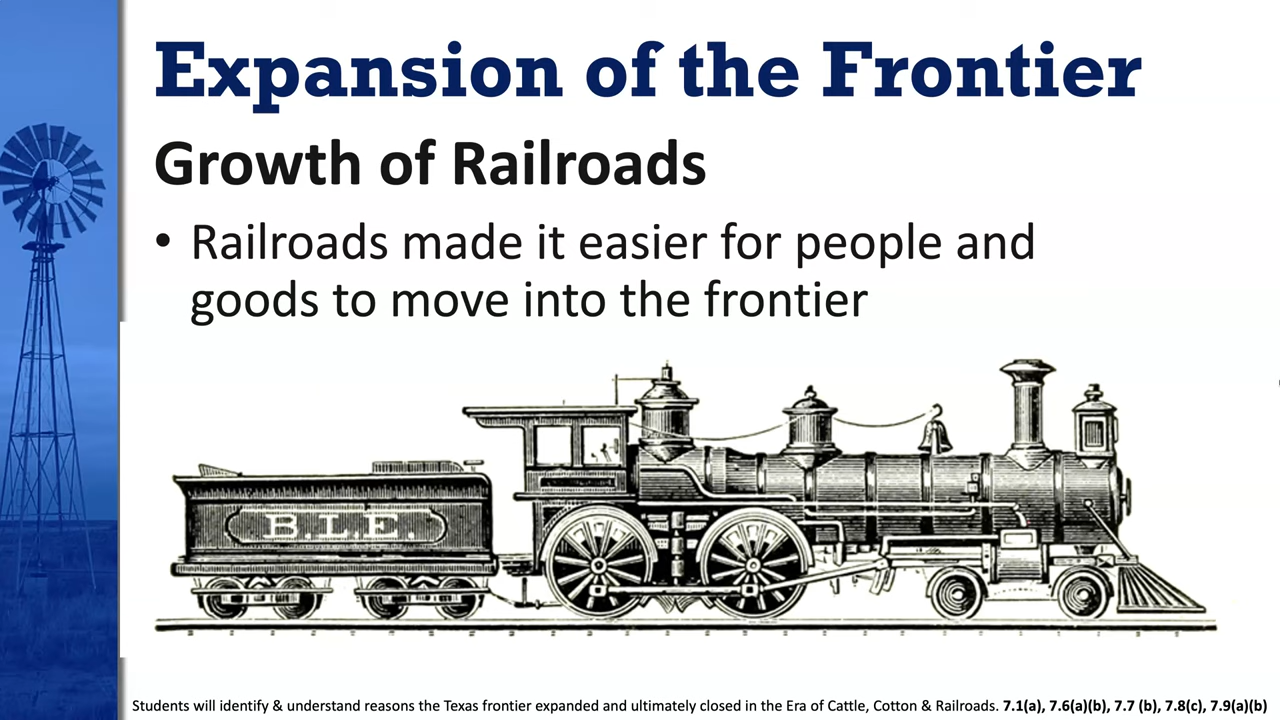 Expansion of the Frontier
Growth of Railroads
• Railroads made it easier for people and
goods to move into the frontier
B.L.E.
Students will identify & understand reasons the Texas frontier expanded and ultimately closed in the Era of Cattle, Cotton & Railroads. 7.1(a), 7.6(a)(b), 7.7 (b), 7.8(c), 7.9(a)(b)